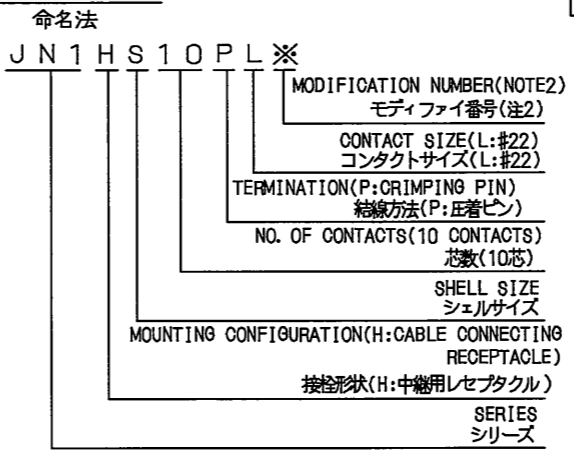 命名法
JN1HS10PL※
MODIFICATION NUMBER(NOTE2)
モディファイ番号(注2)
CONTACT SIZE(L:#22)
コンタクトサイズ(L:#22)
TERMINATION(P:CRIMPING PIN)
結線方法(P:圧着ピン)
NO. OF CONTACTS(10 CONTACTS)
芯数(10芯)
SHELL SIZE
シェルサイズ
MOUNTING CONFIGURATION(H:CABLE CONNECTING
RECEPTACLE)
接栓形状(H:中継用レセプタクル)
SERIES
シリーズ